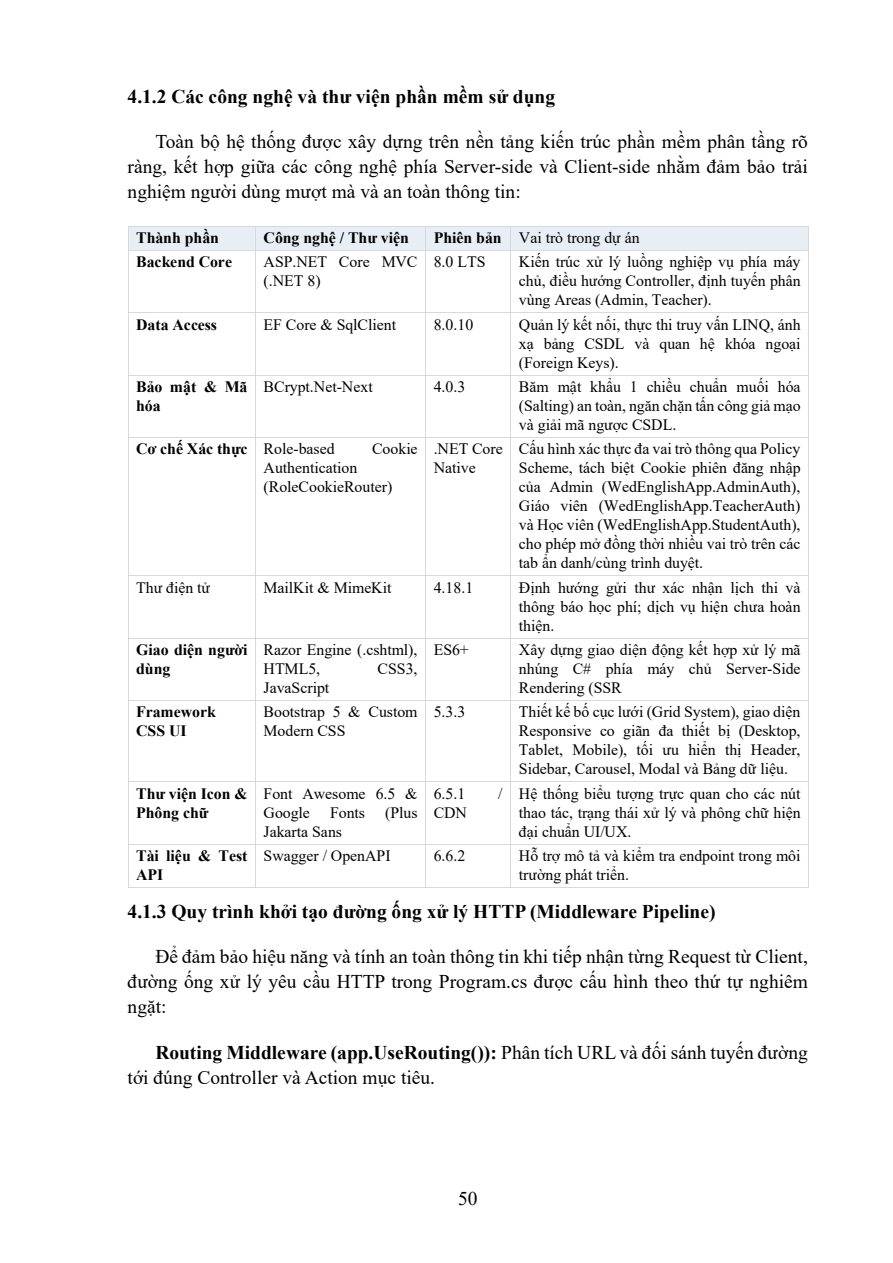 4.1.2 Các công nghệ và thư viện phần mềm sử dụng
Toàn bộ hệ thống được xây dựng trên nền tảng kiến trúc phần mềm phân tầng rõ
ràng, kết hợp giữa các công nghệ phía Server-side và Client-side nhằm đảm bảo trải
nghiệm người dùng mượt mà và an toàn thông tin:
Thành phần Công nghệ / Thư viện Phiên bản Vai trò trong dự án
Backend Core ASP.NET Core MVC 8.0 LTS Kiến trúc xử lý luồng nghiệp vụ phía máy
(.NET 8) chủ, điều hướng Controller, định tuyến phân
vùng Areas (Admin, Teacher).
Data Access EF Core & SqlClient 8.0.10 Quản lý kết nối, thực thi truy vấn LINQ, ánh
xạ bảng CSDL và quan hệ khóa ngoại
(Foreign Keys).
Bảo mật & Mã BCrypt.Net-Next 4.0.3 Băm mật khẩu 1 chiều chuẩn muối hóa
hóa (Salting) an toàn, ngăn chặn tấn công giả mạo
và giải mã ngược CSDL.
Cơ chế Xác thực Role-based Cookie .NET Core Cấu hình xác thực đa vai trò thông qua Policy
Authentication Native Scheme, tách biệt Cookie phiên đăng nhập
(RoleCookieRouter) của Admin (WedEnglishApp.AdminAuth),
Giáo viên (WedEnglishApp.TeacherAuth)
và Học viên (WedEnglishApp.StudentAuth),
cho phép mở đồng thời nhiều vai trò trên các
tab ẩn danh/cùng trình duyệt.
Thư điện tử MailKit & MimeKit 4.18.1 Định hướng gửi thư xác nhận lịch thi và
thông báo học phí; dịch vụ hiện chưa hoàn
thiện.
Giao diện người Razor Engine (.cshtml), ES6+ Xây dựng giao diện động kết hợp xử lý mã
dùng HTML5, CSS3, nhúng C# phía máy chủ Server-Side
JavaScript Rendering (SSR
Framework Bootstrap 5 & Custom 5.3.3 Thiết kế bố cục lưới (Grid System), giao diện
CSS UI Modern CSS Responsive co giãn đa thiết bị (Desktop,
Tablet, Mobile), tối ưu hiển thị Header,
Sidebar, Carousel, Modal và Bảng dữ liệu.
Thư viện Icon & Font Awesome 6.5 & 6.5.1 / Hệ thống biểu tượng trực quan cho các nút
Phông chữ Google Fonts (Plus CDN thao tác, trạng thái xử lý và phông chữ hiện
Jakarta Sans đại chuẩn UI/UX.
Tài liệu & Test Swagger / OpenAPI 6.6.2 Hỗ trợ mô tả và kiểm tra endpoint trong môi
API trường phát triển.
4.1.3 Quy trình khởi tạo đường ống xử lý HTTP (Middleware Pipeline)
Để đảm bảo hiệu năng và tính an toàn thông tin khi tiếp nhận từng Request từ Client,
đường ống xử lý yêu cầu HTTP trong Program.cs được cấu hình theo thứ tự nghiêm
ngặt:
Routing Middleware (app.UseRouting()): Phân tích URL và đối sánh tuyến đường
tới đúng Controller và Action mục tiêu.
50